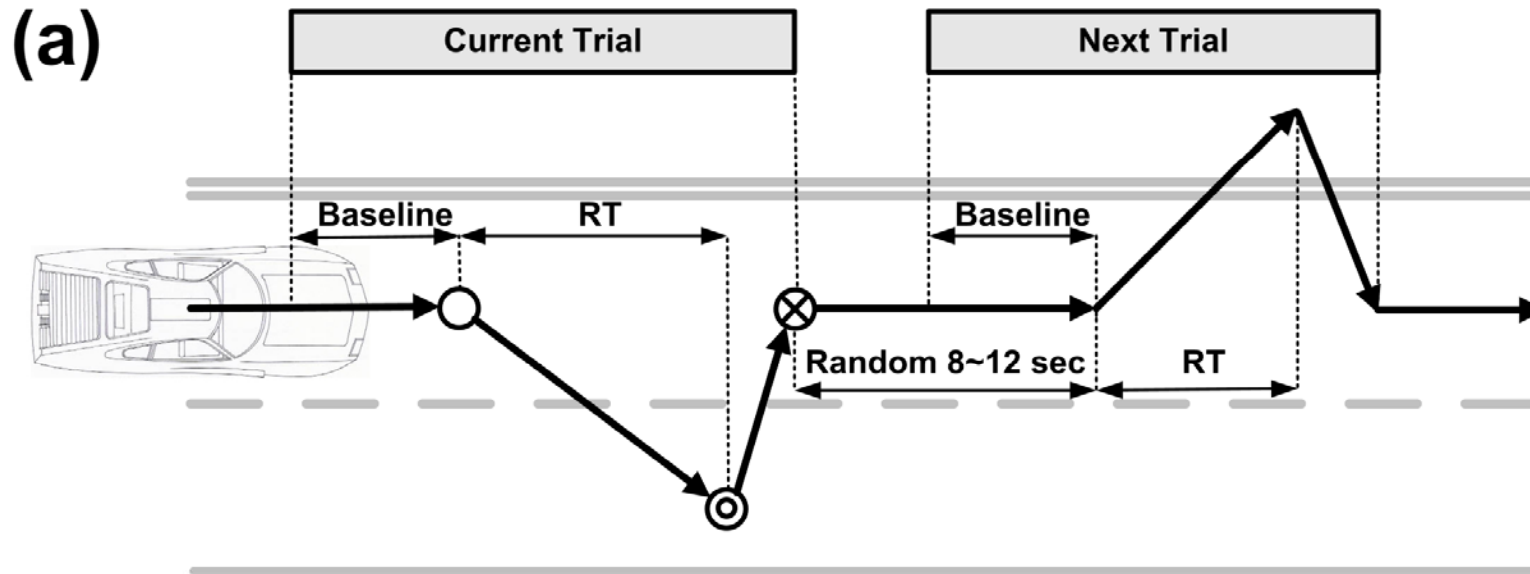 (a)
Current Trial
Next Trial
Baseline
RT
Baseline
Random 8~12 sec
RT